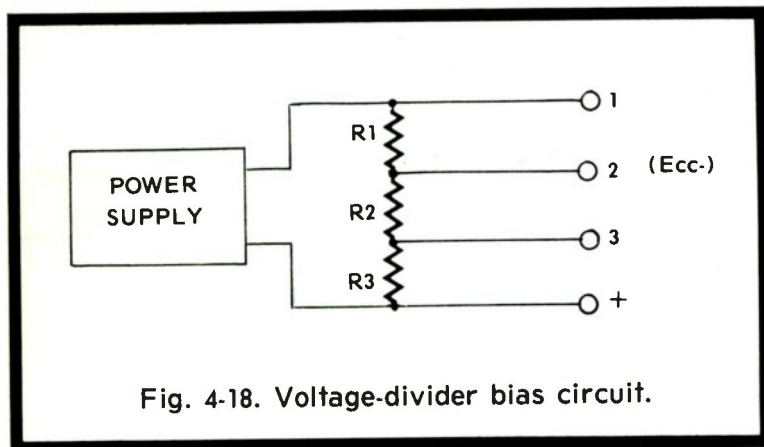 1
R1
2 (Ecc-)
POWER
SUPPLY
R2
3
R3
+
Fig. 4-18. Voltage-divider bias circuit.